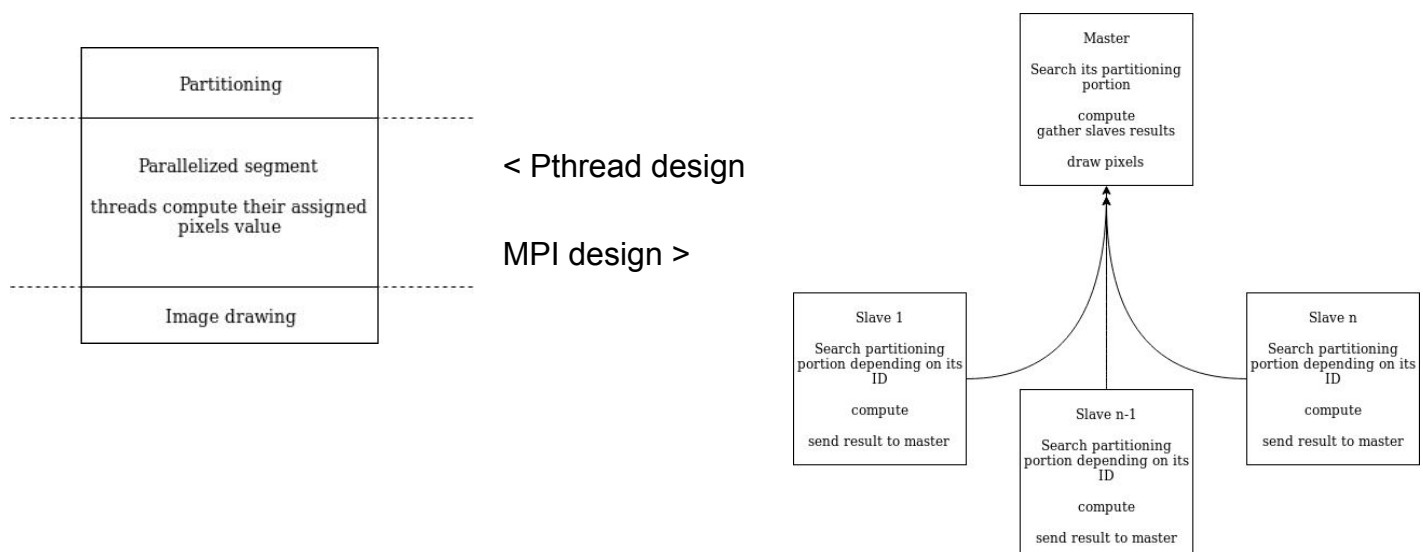 Partitioning
Parallelized segment
threads compute their assigned
pixels value
Image drawing
< Pthread design
MPI design >
Master
Search its partitioning
portion
compute
gather slaves results
draw pixels
Slave 1
Search partitioning
portion depending on its
ID
compute
send result to master
Slave n-1
Search partitioning
portion depending on its
ID
compute
send result to master
Slave n
Search partitioning
portion depending on its
ID
compute
send result to master